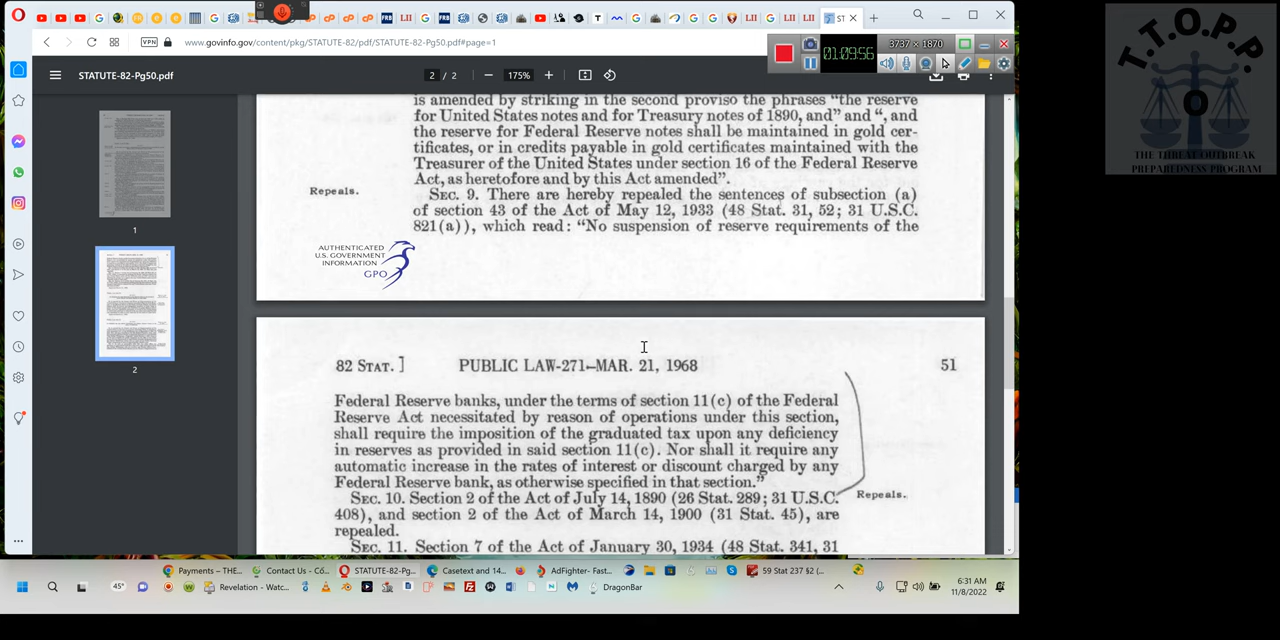 ST
VPN
www.govinfo.gov/content/pkg/STATUTE-82/pdf/STATUTE-82-Pg50.pdf#page=1
3737 × 1870
01:09:56
STATUTE-82-Pg50.pdf
2 / 2
175%
T.T.O.P.P.
O
THE THREAT OUTBREAK
PREPAREDNESS PROGRAM
is amended by striking in the second proviso the phrases "the reserve
for United States notes and for Treasury notes of 1890, and" and ", and
the reserve for Federal Reserve notes shall be maintained in gold cer-
tificates, or in credits payable in gold certificates maintained with the
Treasurer of the United States under section 16 of the Federal Reserve
Act, as heretofore and by this Act amended".
Repeals.
SEC. 9. There are hereby repealed the sentences of subsection (a)
of section 43 of the Act of May 12, 1933 (48 Stat. 31, 52; 31 U.S.C.
821(a)), which read: "No suspension of reserve requirements of the
AUTHENTICATED
U.S. GOVERNMENT
INFORMATION
GPO
1
2
82 STAT. ]
PUBLIC LAW-271-MAR. 21, 1968
51
Federal Reserve banks, under the terms of section 11(c) of the Federal
Reserve Act necessitated by reason of operations under this section,
shall require the imposition of the graduated tax upon any deficiency
in reserves as provided in said section 11(c). Nor shall it require any
automatic increase in the rates of interest or discount charged by any
Federal Reserve bank, as otherwise specified in that section."
SEC. 10. Section 2 of the Act of July 14, 1890 (26 Stat. 289; 31 U.S.C.
Repeals.
408), and section 2 of the Act of March 14, 1900 (31 Stat. 45), are
repealed.
SEC. 11. Section 7 of the Act of January 30, 1934 (48 Stat. 341, 31
Payments – THE...
Contact Us - Có...
STATUTE-82-Pg...
Casetext and 14...
AdFighter- Fast...
59 Stat 237 §2 (...
45°
Revelation - Watc...
DragonBar
6:31 AM
11/8/2022